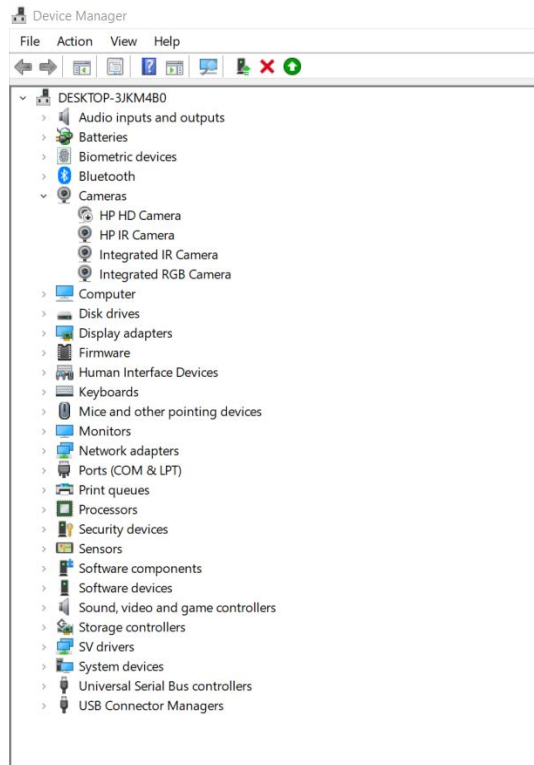 Device Manager
File Action View Help
DESKTOP-3JKM4B0
Audio inputs and outputs
Batteries
Biometric devices
Bluetooth
Cameras
HP HD Camera
HP IR Camera
Integrated IR Camera
Integrated RGB Camera
Computer
Disk drives
Display adapters
Firmware
Human Interface Devices
Keyboards
Mice and other pointing devices
Monitors
Network adapters
Ports (COM & LPT)
Print queues
Processors
Security devices
Sensors
Software components
Software devices
Sound, video and game controllers
Storage controllers
SV drivers
System devices
Universal Serial Bus controllers
USB Connector Managers